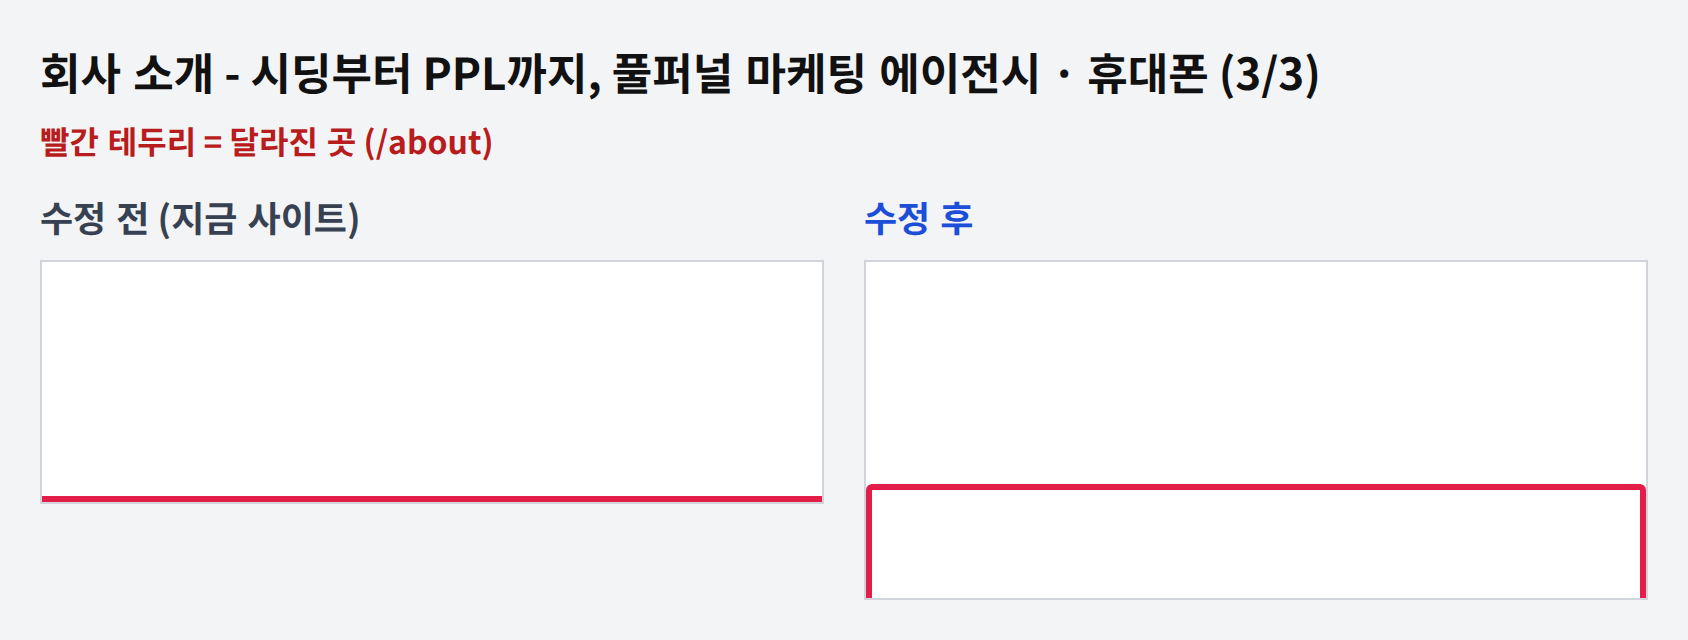 회사 소개 - 시딩부터 PPL까지, 풀퍼널 마케팅 에이전시 · 휴대폰 (3/3)
빨간 테두리 = 달라진 곳 (/about)
수정 전 (지금 사이트)
수정 후